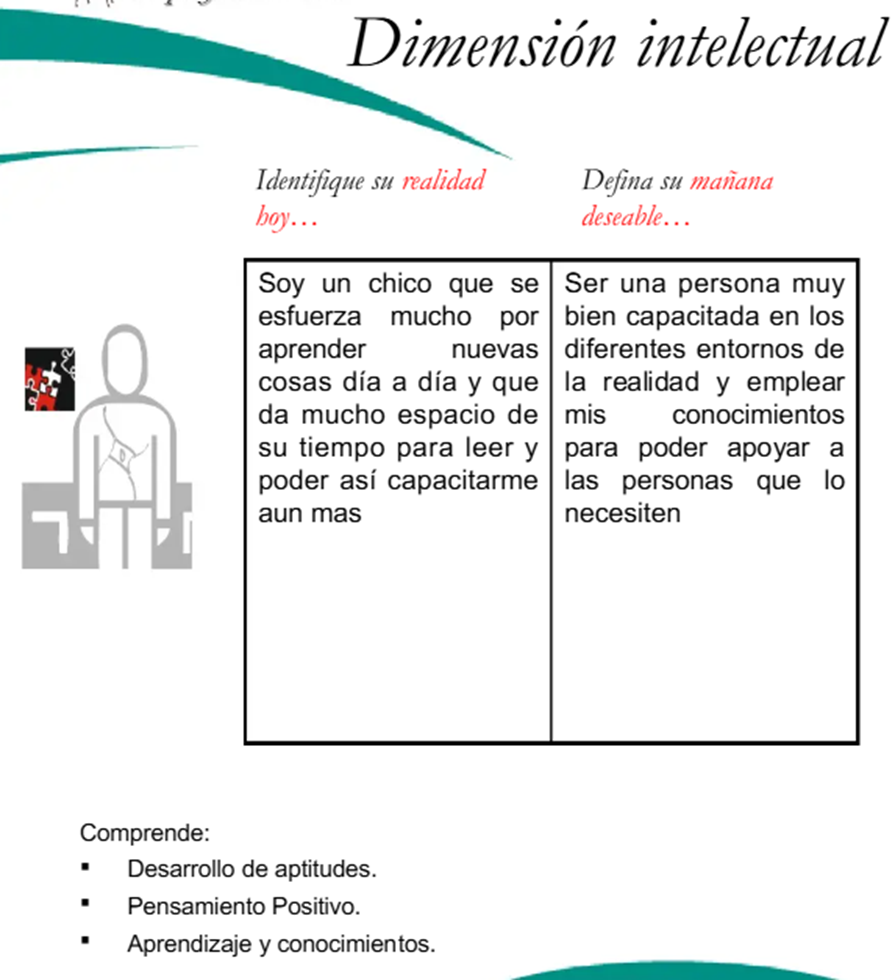 Dimensión intelectual
Identifique su realidad
hoy...
Defina su mañana
deseable...
Soy un chico que se
esfuerza mucho por
aprender nuevas
cosas día a día y que
da mucho espacio de
su tiempo para leer y
poder así capacitarme
aun mas
Ser una persona muy
bien capacitada en los
diferentes entornos de
la realidad y emplear
mis conocimientos
para poder apoyar a
las personas que lo
necesiten
Comprende:
▪ Desarrollo de aptitudes.
▪ Pensamiento Positivo.
▪ Aprendizaje y conocimientos.